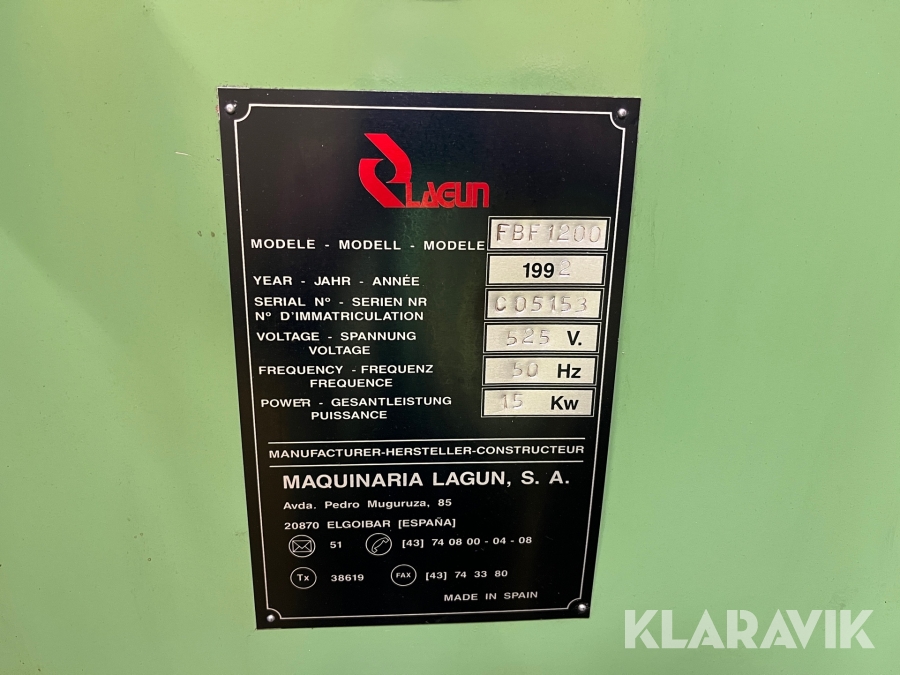 LAGUN
MODELE - MODELL - MODELE FBF1200
YEAR - JAHR - ANNÉE 1992
SERIAL Nº - SERIEN NR C05153
Nº D'IMMATRICULATION
VOLTAGE - SPANNUNG 525 V.
VOLTAGE
FREQUENCY - FREQUENZ 50 Hz
FREQUENCE
POWER - GESANTLEISTUNG 15 Kw
PUISSANCE
MANUFACTURER-HERSTELLER-CONSTRUCTEUR
MAQUINARIA LAGUN, S. A.
Avda. Pedro Muguruza, 85
20870 ELGOIBAR [ESPAÑA]
51 [43] 74 08 00 - 04 - 08
Tx 38619 FAX [43] 74 33 80
MADE IN SPAIN
KLARAVIK